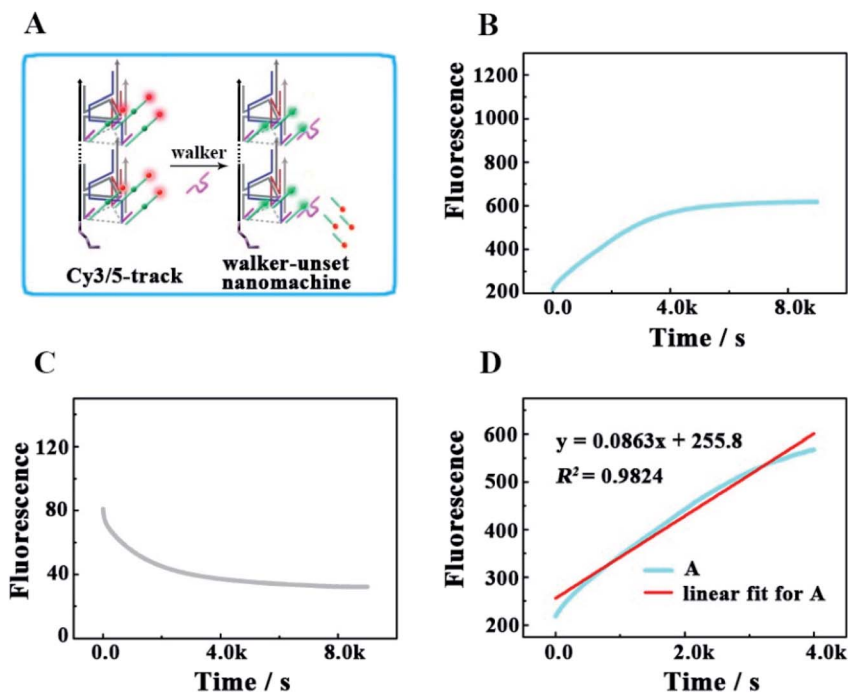 A
walker
Cy3/5-track
walker-unset
nanomachine
B
Fluorescence
1200
1000
800
600
400
200
0.0
4.0k
8.0k
Time / s
C
Fluorescence
120
80
40
0
0.0
4.0k
8.0k
Time / s
D
Fluorescence
600
500
400
300
200
y = 0.0863x + 255.8
R² = 0.9824
A
linear fit for A
0.0
2.0k
4.0k
Time / s